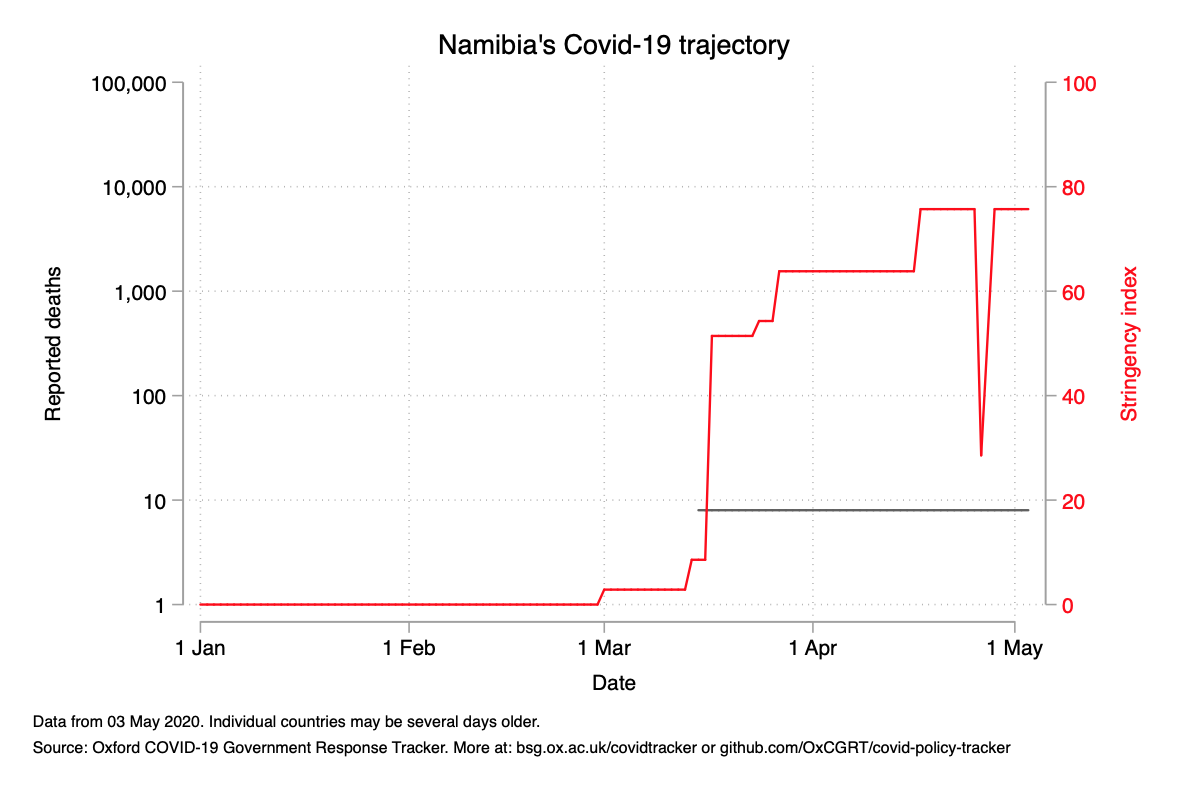 Namibia's Covid-19 trajectory
100,000
10,000
1,000
100
10
1
Reported deaths
100
80
60
40
20
0
Stringency index
1 Jan
1 Feb
1 Mar
1 Apr
1 May
Date
Data from 03 May 2020. Individual countries may be several days older.
Source: Oxford COVID-19 Government Response Tracker. More at: bsg.ox.ac.uk/covidtracker or github.com/OxCGRT/covid-policy-tracker